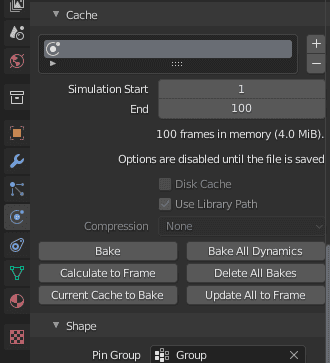 Cache
Simulation Start 1
End 100
100 frames in memory (4.0 MiB).
Options are disabled until the file is saved
Disk Cache
Use Library Path
Compression None
Bake Bake All Dynamics
Calculate to Frame Delete All Bakes
Current Cache to Bake Update All to Frame
Shape
Pin Group Group